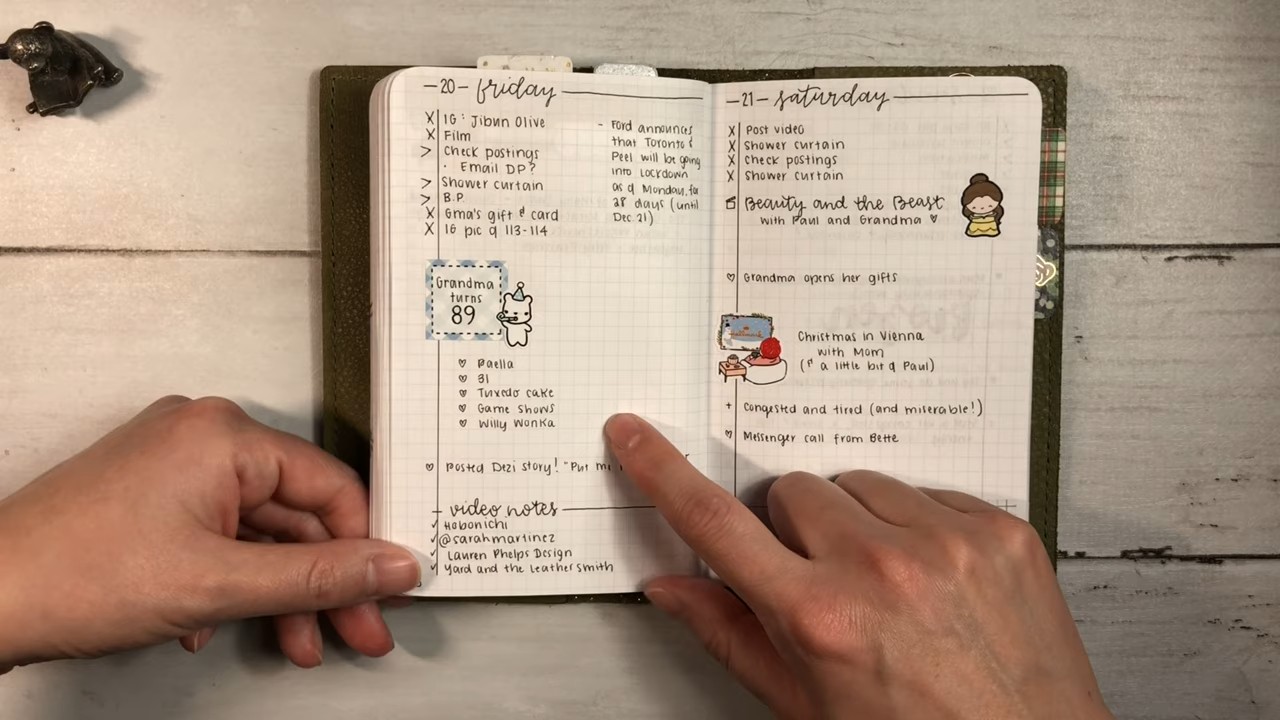 -20- friday
X IG: Jibun Olive
X Film
> Check postings
· Email DP?
> Shower curtain
> B.P.
X Gma's gift & card
X IG pic of 113-114
- Ford announces
that Toronto &
Peel will be going
into lockdown
as of Monday, for
28 days (until
Dec. 21)
Grandma
turns
89
♡ Paella
♡ 31
♡ Tuxedo cake
♡ Game shows
♡ Willy Wonka
♡ Posted Dezi story! "Put me
video notes
✓ Hobonichi
✓ @sarahmartinez
✓ Lauren Phelps Design
✓ Yard and the Leathersmith
-21- saturday
X Post video
X Shower curtain
X Check postings
X Shower curtain
Beauty and the Beast
with Paul and Grandma ♡
♡ Grandma opens her gifts
Christmas in Vienna
with Mom
(& a little bit of Paul)
+ Congested and tired (and miserable!)
♡ Messenger call from Bette